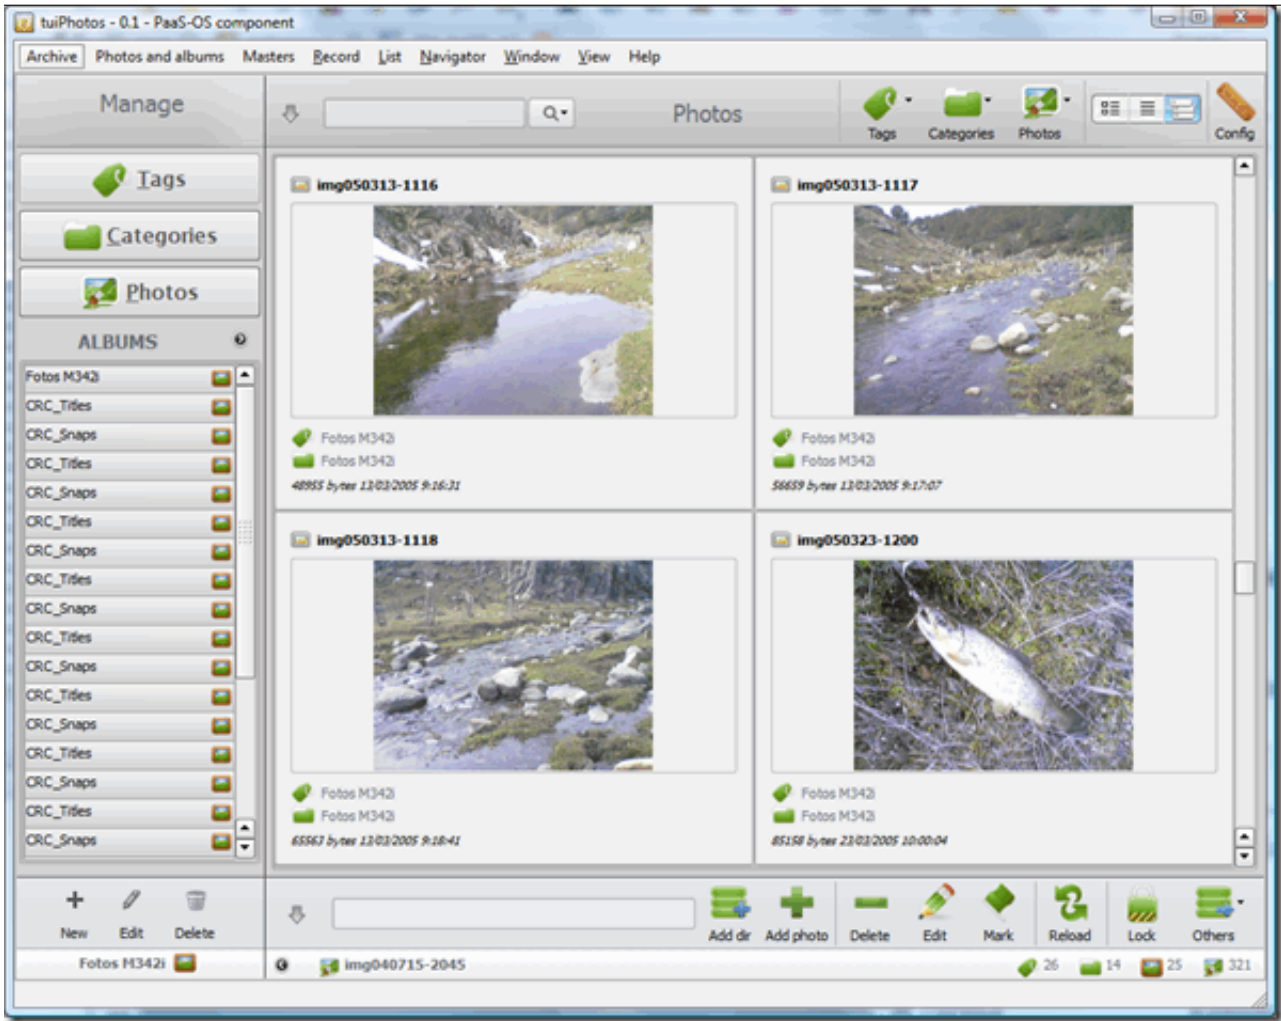 tuiPhotos - 0.1 - PaaS-OS component
Archive Photos and albums Masters Record List Navigator Window View Help
Manage
Photos
Tags
Categories
Photos
Config
Tags
Categories
Photos
ALBUMS
Fotos M342i
CRC_Titles
CRC_Snaps
CRC_Titles
CRC_Snaps
CRC_Titles
CRC_Snaps
CRC_Titles
CRC_Snaps
CRC_Titles
CRC_Snaps
CRC_Titles
CRC_Snaps
CRC_Titles
CRC_Snaps
CRC_Titles
CRC_Snaps
img050313-1116
Fotos M342i
Fotos M342i
48955 bytes 13/03/2005 9:16:31
img050313-1117
Fotos M342i
Fotos M342i
56659 bytes 13/03/2005 9:17:07
img050313-1118
Fotos M342i
Fotos M342i
65563 bytes 13/03/2005 9:18:41
img050323-1200
Fotos M342i
Fotos M342i
85158 bytes 23/03/2005 10:00:04
New Edit Delete
Add dir Add photo Delete Edit Mark Reload Lock Others
Fotos M342i
img040715-2045
26 14 25 321